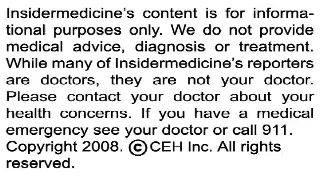 Insidermedicine's content is for informa-
tional purposes only. We do not provide
medical advice, diagnosis or treatment.
While many of Insidermedicine's reporters
are doctors, they are not your doctor.
Please contact your doctor about your
health concerns. If you have a medical
emergency see your doctor or call 911.
Copyright 2008. ©CEH Inc. All rights
reserved.